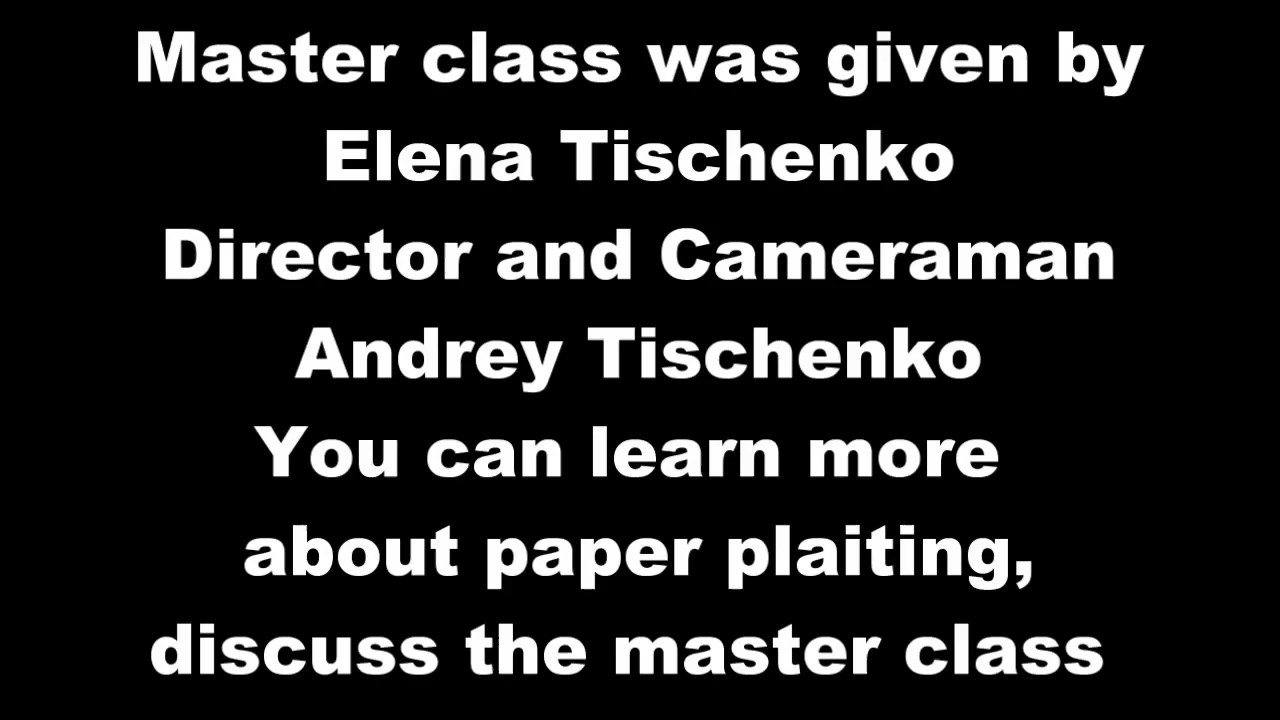 Master class was given by
Elena Tischenko
Director and Cameraman
Andrey Tischenko
You can learn more
about paper plaiting,
discuss the master class